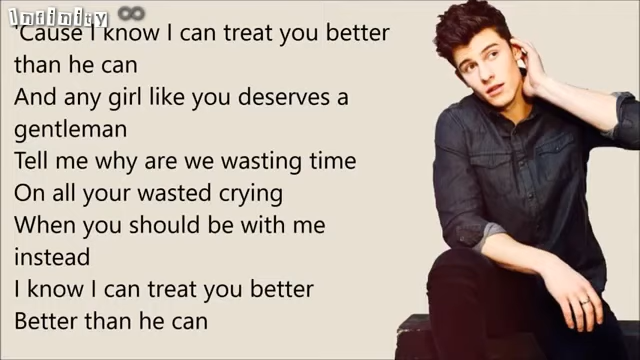 Infinity ∞
'Cause I know I can treat you better
than he can
And any girl like you deserves a
gentleman
Tell me why are we wasting time
On all your wasted crying
When you should be with me
instead
I know I can treat you better
Better than he can